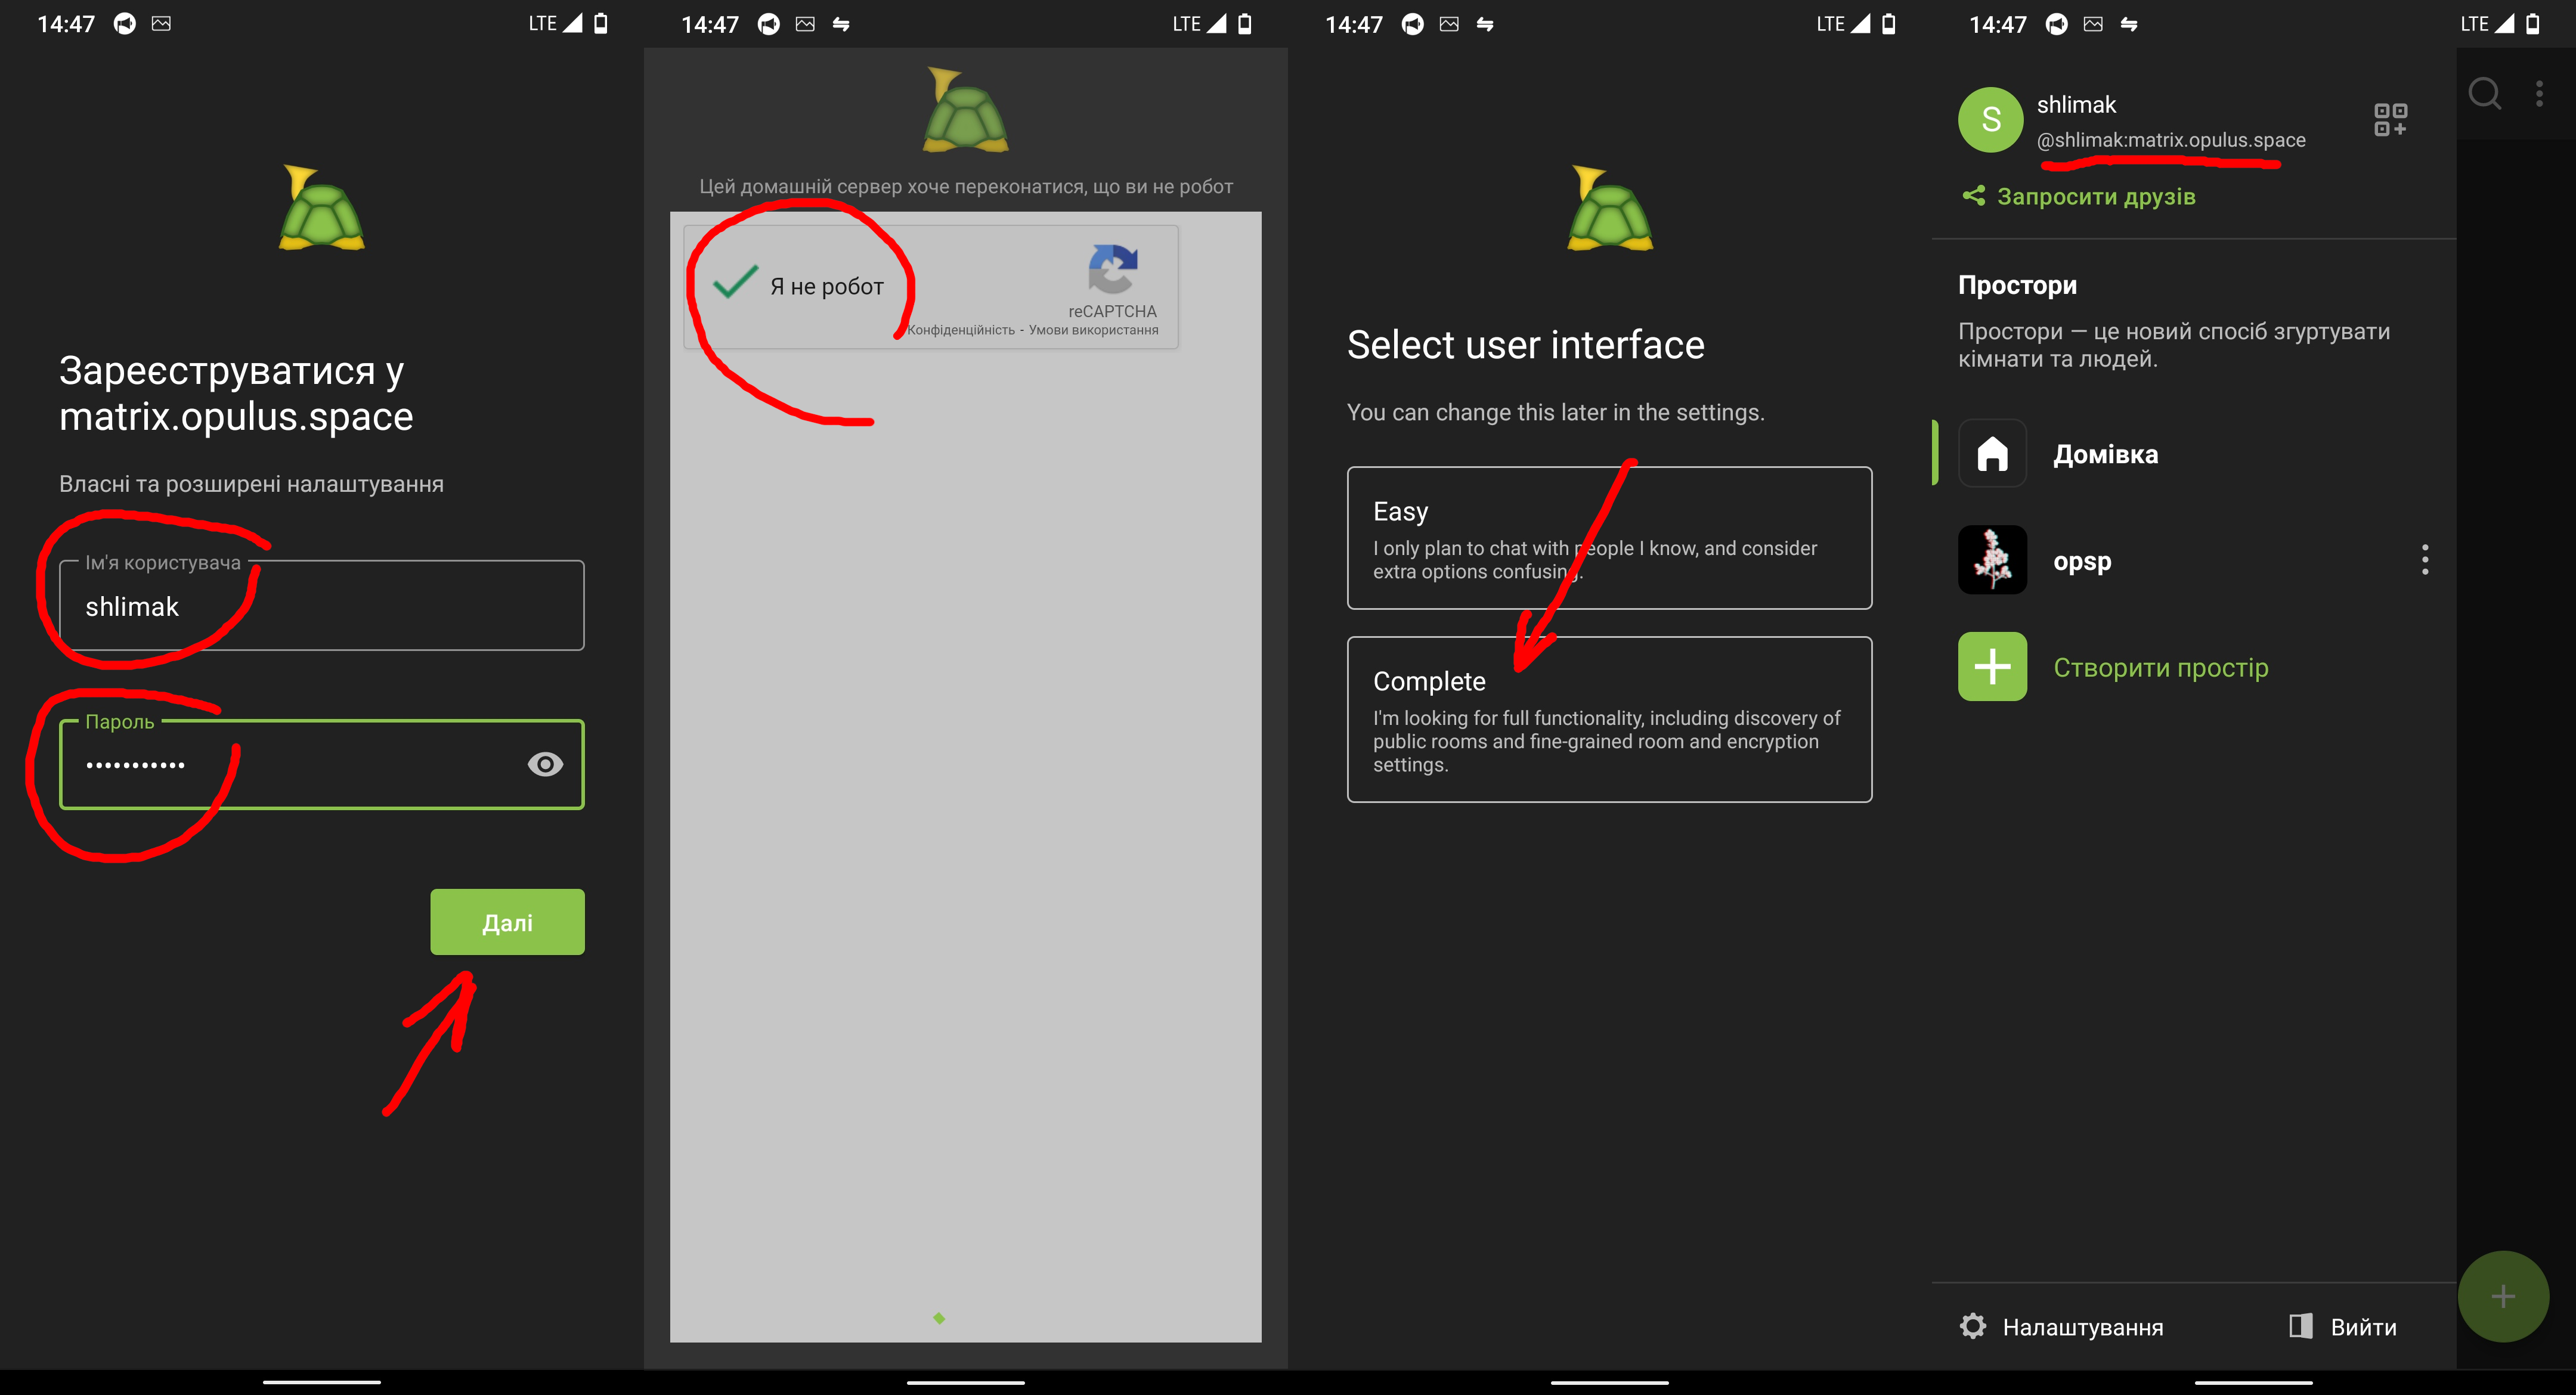 14:47
LTE
Зареєструватися у
matrix.opulus.space
Власні та розширені налаштування
Ім'я користувача
shlimak
Пароль
•••••••••••
Далі
14:47
LTE
Цей домашній сервер хоче переконатися, що ви не робот
Я не робот
reCAPTCHA
Конфіденційність - Умови використання
14:47
LTE
Select user interface
You can change this later in the settings.
Easy
I only plan to chat with people I know, and consider
extra options confusing.
Complete
I'm looking for full functionality, including discovery of
public rooms and fine-grained room and encryption
settings.
14:47
LTE
S
shlimak
@shlimak:matrix.opulus.space
Запросити друзів
Простори
Простори — це новий спосіб згуртувати
кімнати та людей.
Домівка
opsp
Створити простір
Налаштування
Вийти